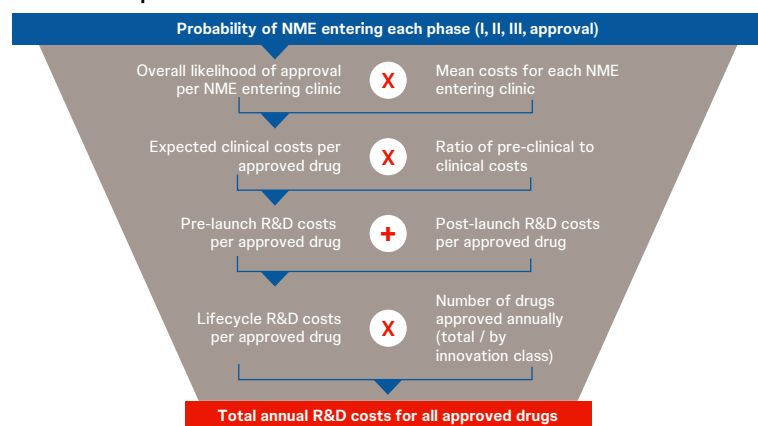 Probability of NME entering each phase (I, II, III, approval)
Overall likelihood of approval
per NME entering clinic
X
Mean costs for each NME
entering clinic
Expected clinical costs per
approved drug
X
Ratio of pre-clinical to
clinical costs
Pre-launch R&D costs
per approved drug
+
Post-launch R&D costs
per approved drug
Lifecycle R&D costs
per approved drug
X
Number of drugs
approved annually
(total / by
innovation class)
Total annual R&D costs for all approved drugs